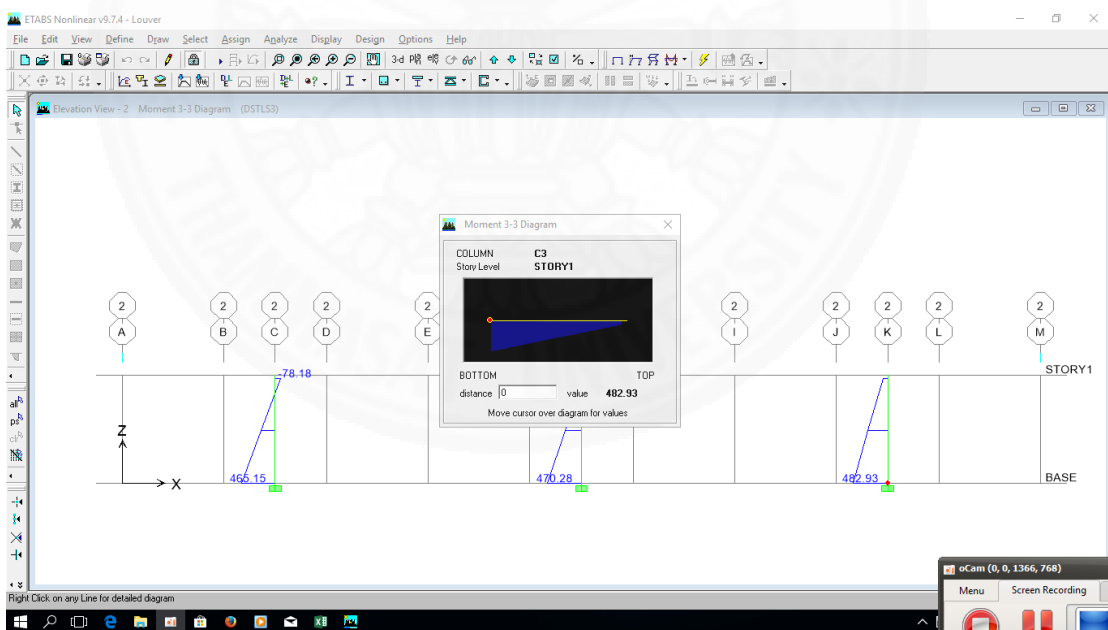 ETABS Nonlinear v9.7.4 - Louver
File Edit View Define Draw Select Assign Analyze Display Design Options Help
3-d
Elevation View - 2 Moment 3-3 Diagram (DSTLS3)
Moment 3-3 Diagram
COLUMN C3
Story Level STORY1
BOTTOM TOP
distance 0 value 482.93
Move cursor over diagram for values
2 2 2 2 2 2 2 2 2 2
A B C D E I J K L M
STORY1
-78.18
Z
X
465.15 470.28 482.93
BASE
all
ps
clr
oCam (0, 0, 1366, 768)
Menu Screen Recording
Right Click on any Line for detailed diagram